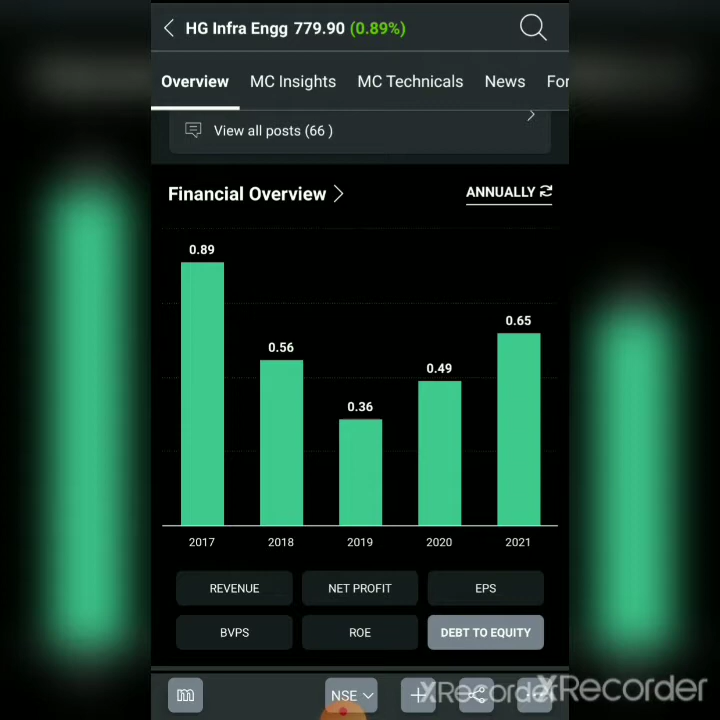 HG Infra Engg 779.90 (0.89%)
Overview MC Insights MC Technicals News For
View all posts (66 )
Financial Overview ANNUALLY
0.89
0.56
0.36
0.49
0.65
2017 2018 2019 2020 2021
REVENUE NET PROFIT EPS
BVPS ROE DEBT TO EQUITY
m NSE +
XRecorder
XRecorder